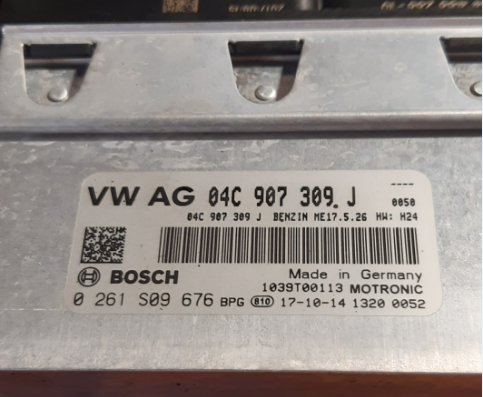 VW AG 04C 907 309. J ----
0050
04C 907 309 J BENZIN ME17.5.26 HW: H24
BOSCH
Made in Germany
1039T00113 MOTRONIC
0 261 S09 676 BPG 810 17-10-14 1320 0052